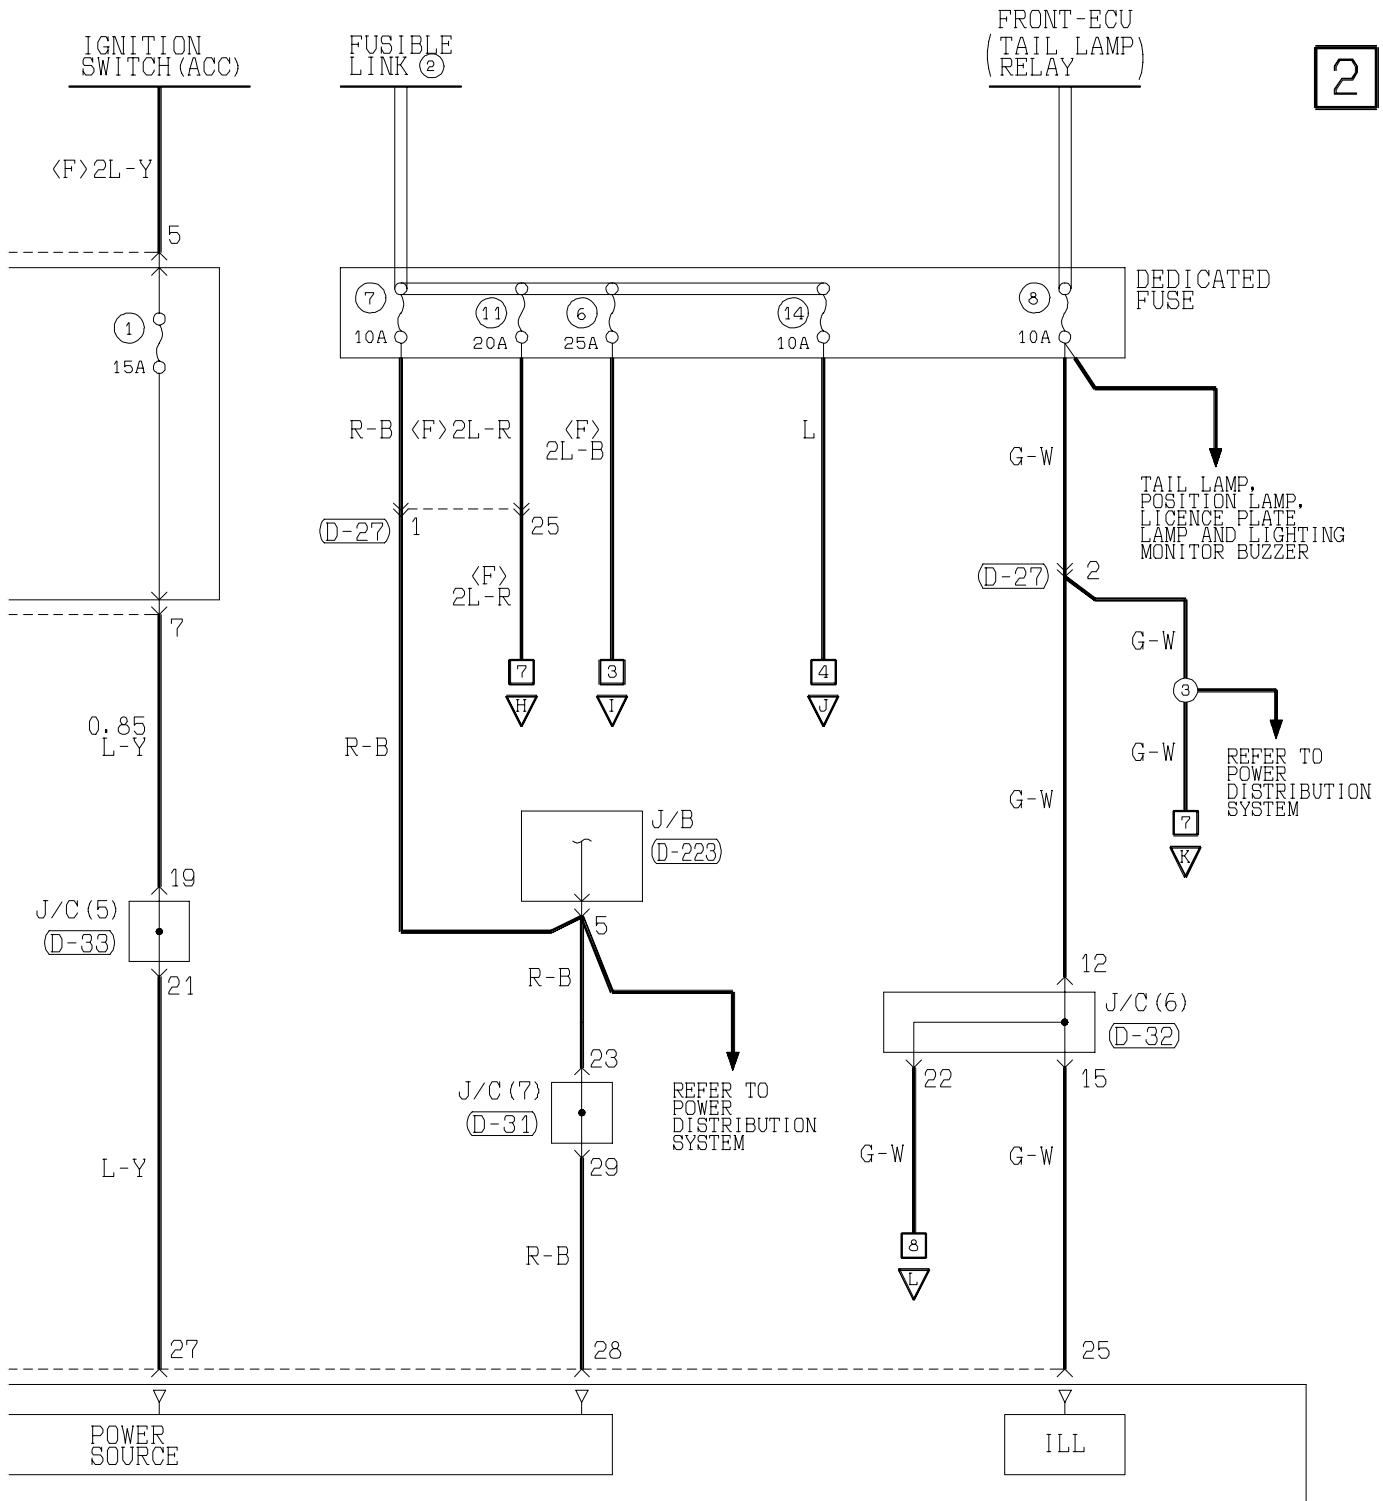 IGNITION
SWITCH(ACC)
FUSIBLE
LINK ②
FRONT-ECU
(TAIL LAMP
RELAY)
2
<F>2L-Y
5
DEDICATED
FUSE
7
11
6
14
8
1
10A
20A
25A
10A
10A
15A
R-B
<F>2L-R
<F>
2L-B
L
G-W
TAIL LAMP,
POSITION LAMP,
LICENCE PLATE
LAMP AND LIGHTING
MONITOR BUZZER
(D-27)
1
25
(D-27)
2
<F>
2L-R
7
G-W
7
3
4
3
H
I
J
0.85
L-Y
R-B
G-W
REFER TO
POWER
DISTRIBUTION
SYSTEM
G-W
7
K
J/B
(D-223)
19
J/C(5)
(D-33)
5
21
R-B
12
J/C(6)
(D-32)
23
22
15
J/C(7)
(D-31)
REFER TO
POWER
DISTRIBUTION
SYSTEM
29
L-Y
G-W
G-W
R-B
8
L
27
28
25
POWER
SOURCE
ILL